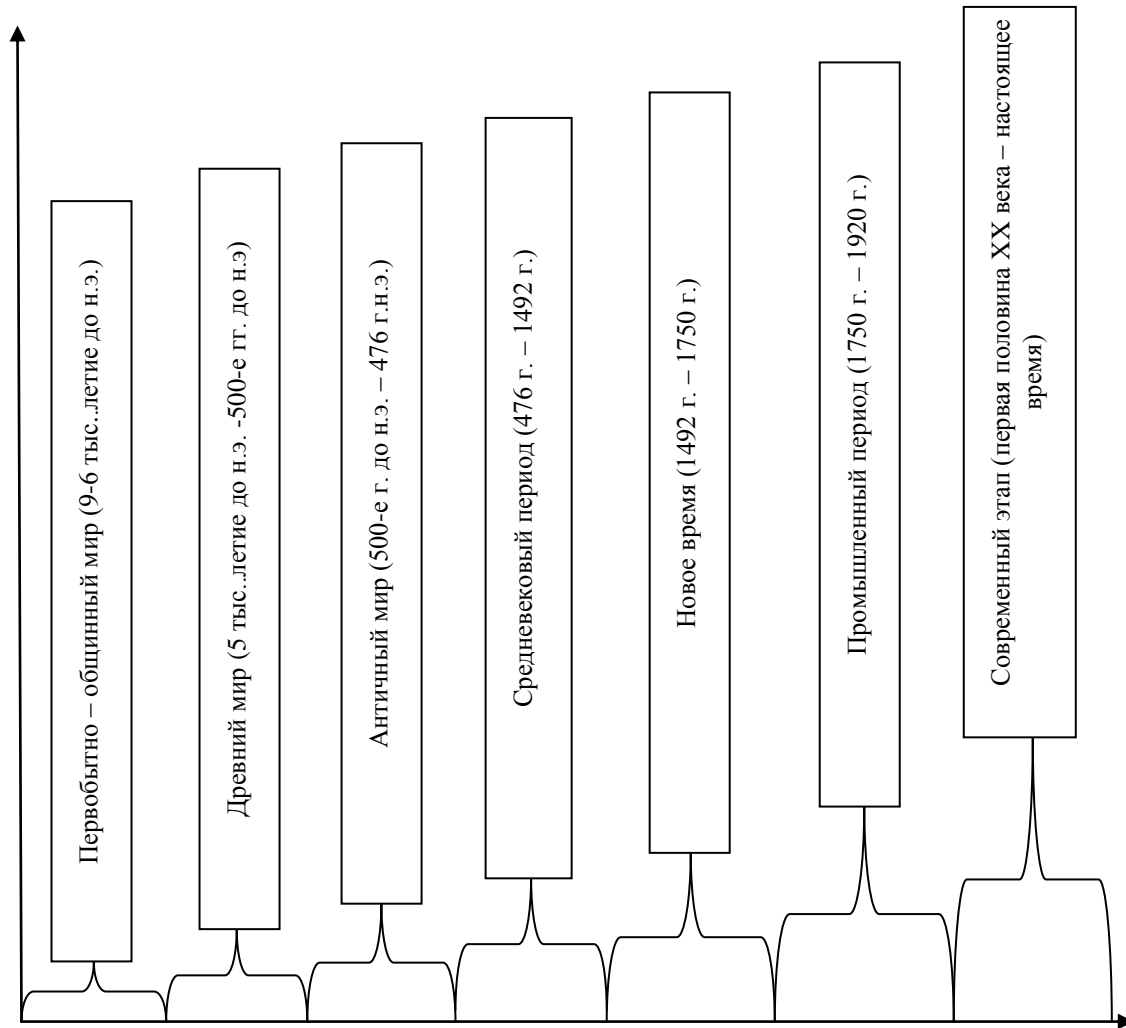 Первобытно – общинный мир (9-6 тыс..летие до н.э.)
Древний мир (5 тыс..летие до н.э. -500-е гг. до н.э)
Античный мир (500-е г. до н.э. – 476 г.н.э.)
Средневековый период (476 г. – 1492 г.)
Новое время (1492 г. – 1750 г.)
Промышленный период (1750 г. – 1920 г.)
Современный этап (первая половина XX века – настоящее
время)